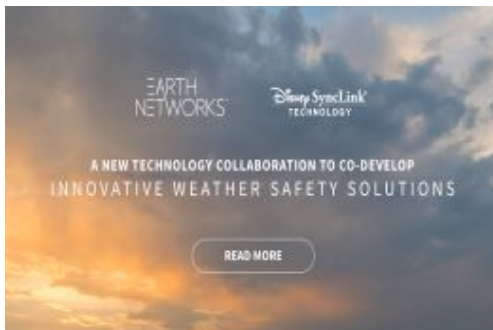 EARTH
NETWORKS
Disney SyncLink
TECHNOLOGY
A NEW TECHNOLOGY COLLABORATION TO CO-DEVELOP
INNOVATIVE WEATHER SAFETY SOLUTIONS
READ MORE